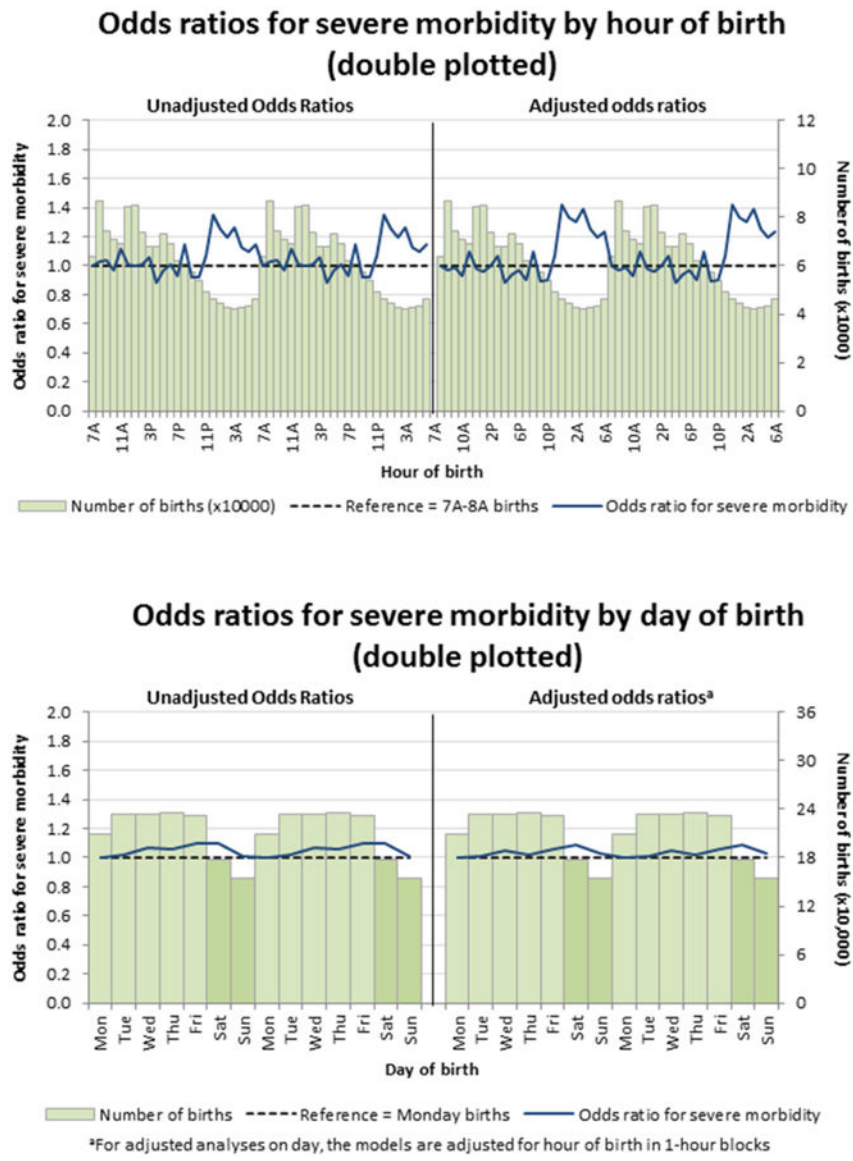 Odds ratios for severe morbidity by hour of birth
(double plotted)
Unadjusted Odds Ratios
Adjusted odds ratios
Odds ratio for severe morbidity
2.0
1.8
1.6
1.4
1.2
1.0
0.8
0.6
0.4
0.2
0.0
12
10
8
6
4
2
0
Number of births (x1000)
7A 11A 3P 7P 11P 3A 7A 11A 3P 7P 11P 3A 7A 10A 2P 6P 10P 2A 6A 10A 2P 6P 10P 2A 6A
Hour of birth
Number of births (x10000) Reference = 7A-8A births Odds ratio for severe morbidity
Odds ratios for severe morbidity by day of birth
(double plotted)
Unadjusted Odds Ratios
Adjusted odds ratiosᵃ
Odds ratio for severe morbidity
2.0
1.8
1.6
1.4
1.2
1.0
0.8
0.6
0.4
0.2
0.0
36
30
24
18
12
6
0
Number of births (x10,000)
Mon Tue Wed Thu Fri Sat Sun Mon Tue Wed Thu Fri Sat Sun Mon Tue Wed Thu Fri Sat Sun Mon Tue Wed Thu Fri Sat Sun
Day of birth
Number of births Reference = Monday births Odds ratio for severe morbidity
ᵃFor adjusted analyses on day, the models are adjusted for hour of birth in 1-hour blocks